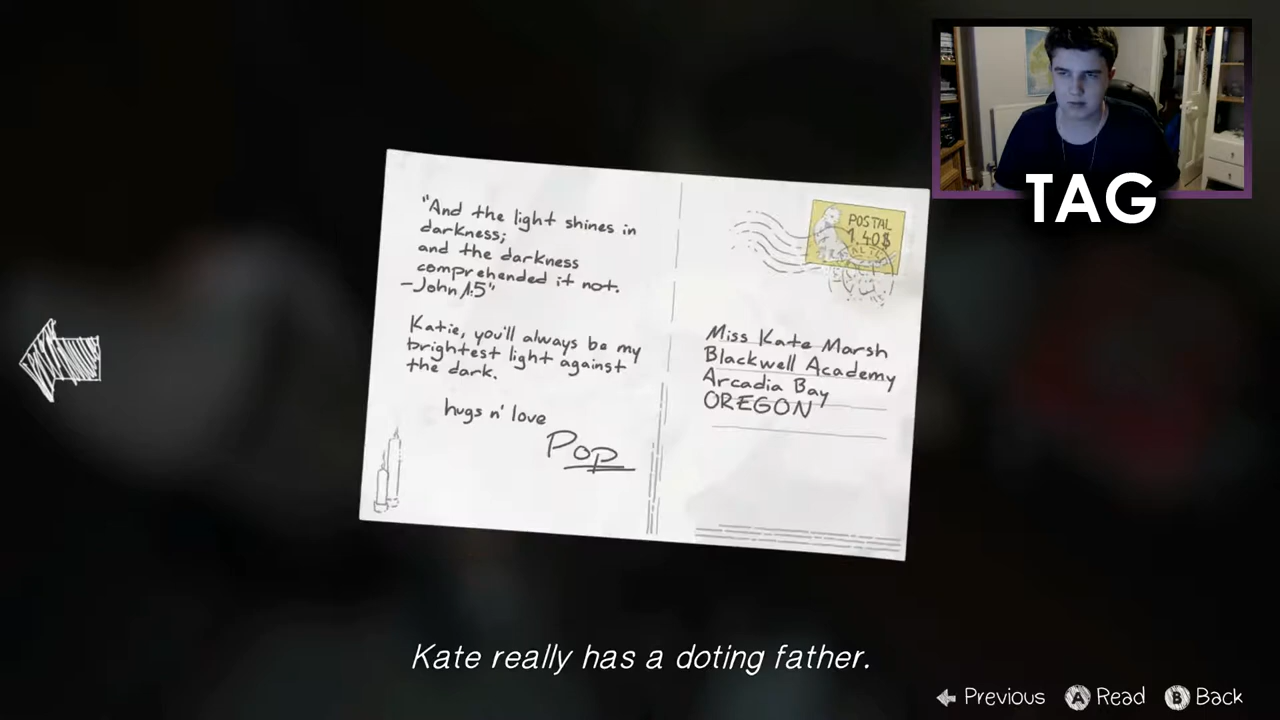 "And the light shines in
darkness;
and the darkness
comprehended it not.
-John 1:5"
Katie, you'll always be my
brightest light against
the dark.
hugs n' love
Pop
POSTAL
1.40$
Miss Kate Marsh
Blackwell Academy
Arcadia Bay
OREGON
TAG
Kate really has a doting father.
Previous
A Read
B Back